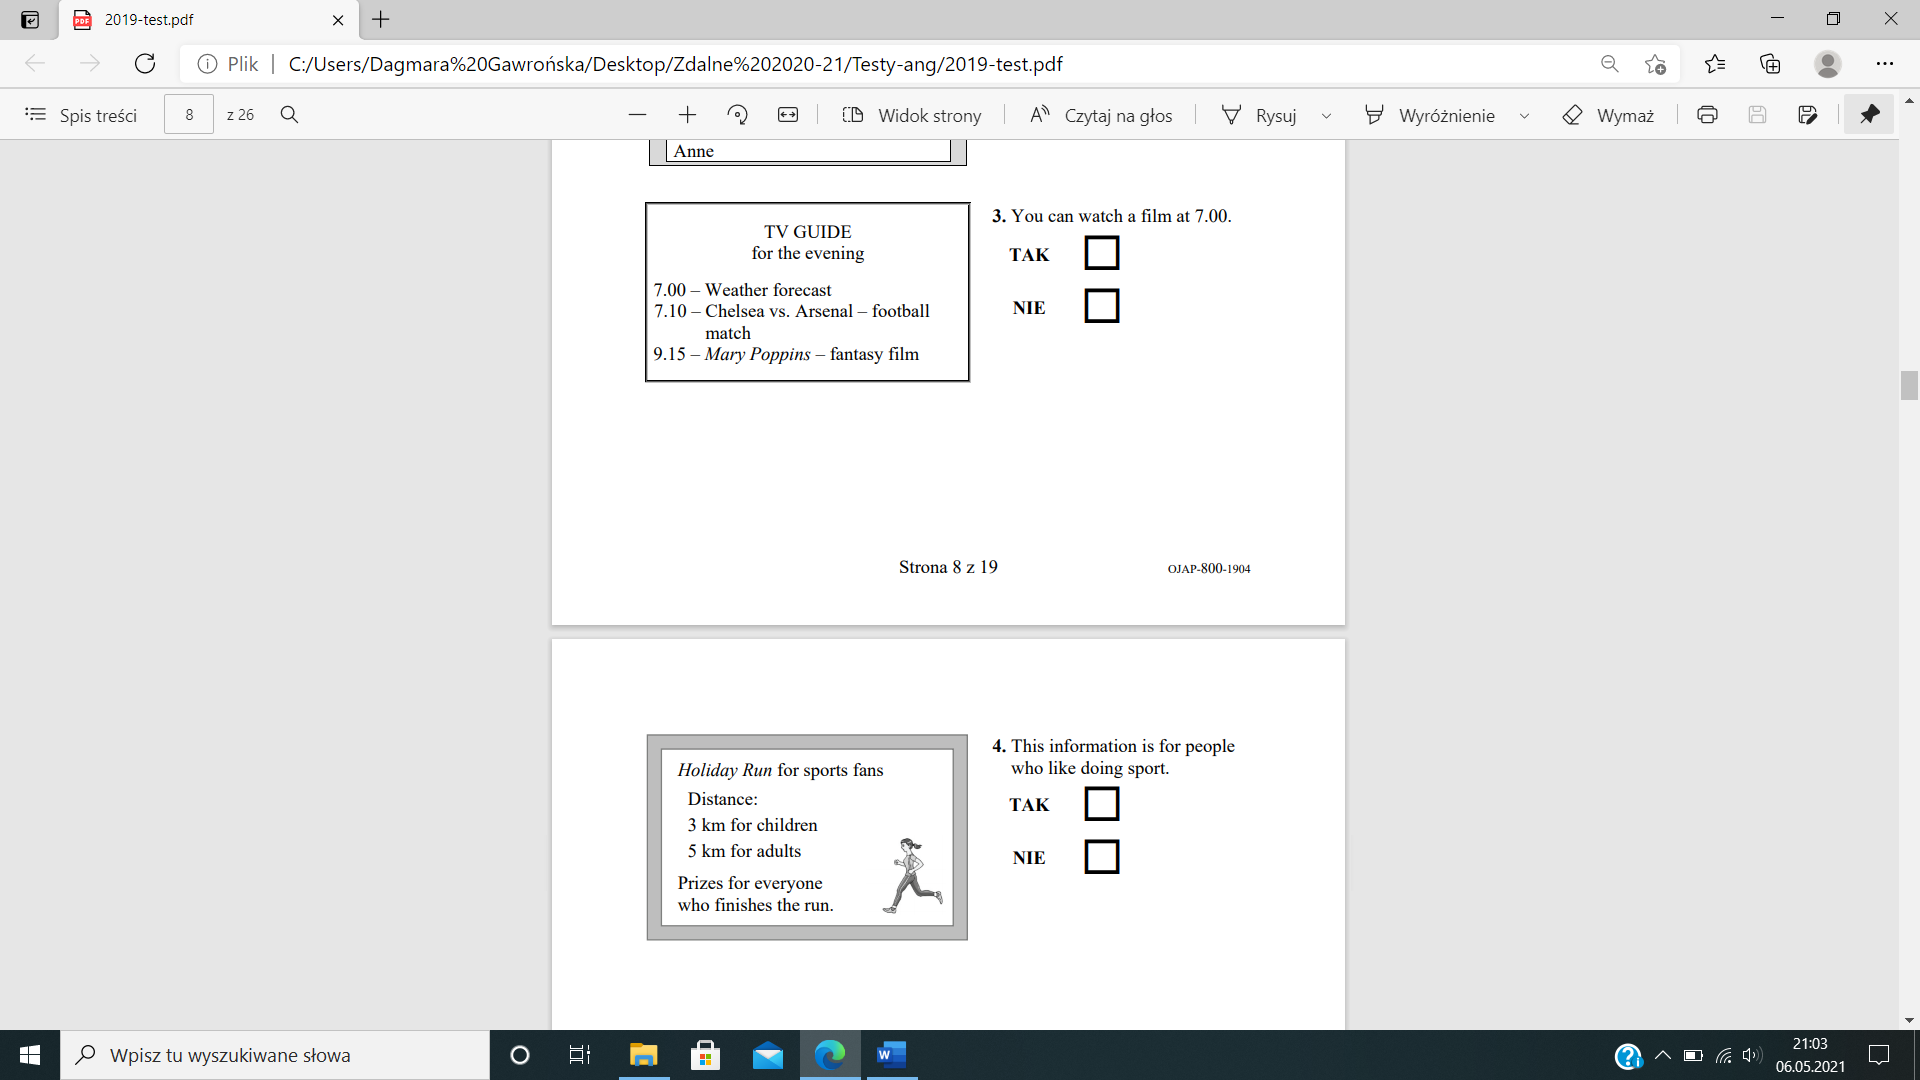 2019-test.pdf
Plik
C:/Users/Dagmara%20Gawrońska/Desktop/Zdalne%202020-21/Testy-ang/2019-test.pdf
Spis treści
8
z 26
Widok strony
Czytaj na głos
Rysuj
Wyróżnienie
Wymaż
Anne
TV GUIDE
for the evening
7.00 – Weather forecast
7.10 – Chelsea vs. Arsenal – football
match
9.15 – Mary Poppins – fantasy film
3. You can watch a film at 7.00.
TAK
NIE
Strona 8 z 19
OJAP-800-1904
Holiday Run for sports fans
Distance:
3 km for children
5 km for adults
Prizes for everyone
who finishes the run.
4. This information is for people
who like doing sport.
TAK
NIE
Wpisz tu wyszukiwane słowa
21:03
06.05.2021